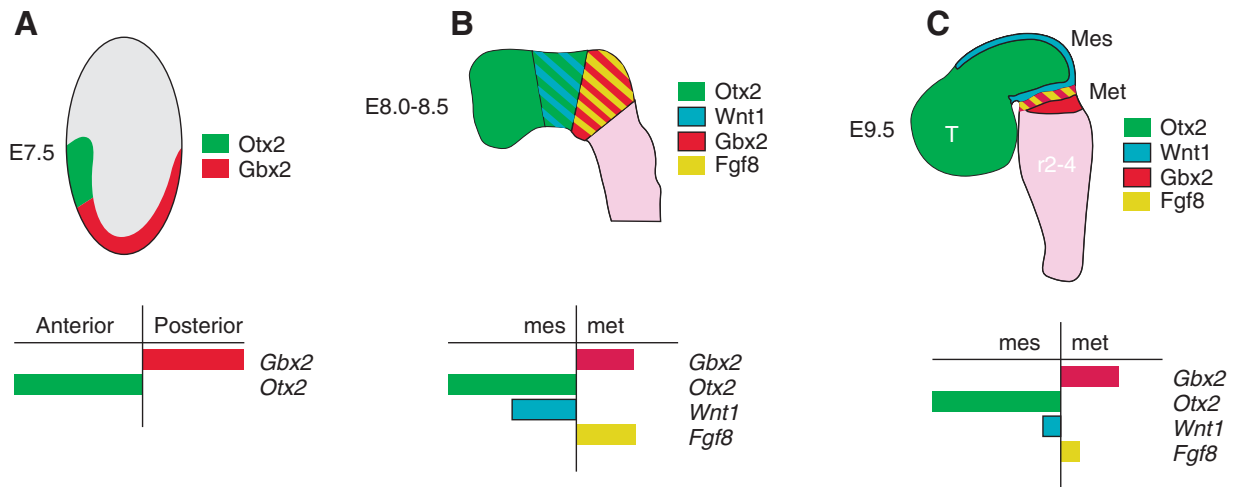 A
E7.5
Otx2
Gbx2
Anterior
Posterior
Gbx2
Otx2
B
E8.0-8.5
Otx2
Wnt1
Gbx2
Fgf8
mes
met
Gbx2
Otx2
Wnt1
Fgf8
C
Mes
Met
E9.5
T
r2-4
Otx2
Wnt1
Gbx2
Fgf8
mes
met
Gbx2
Otx2
Wnt1
Fgf8